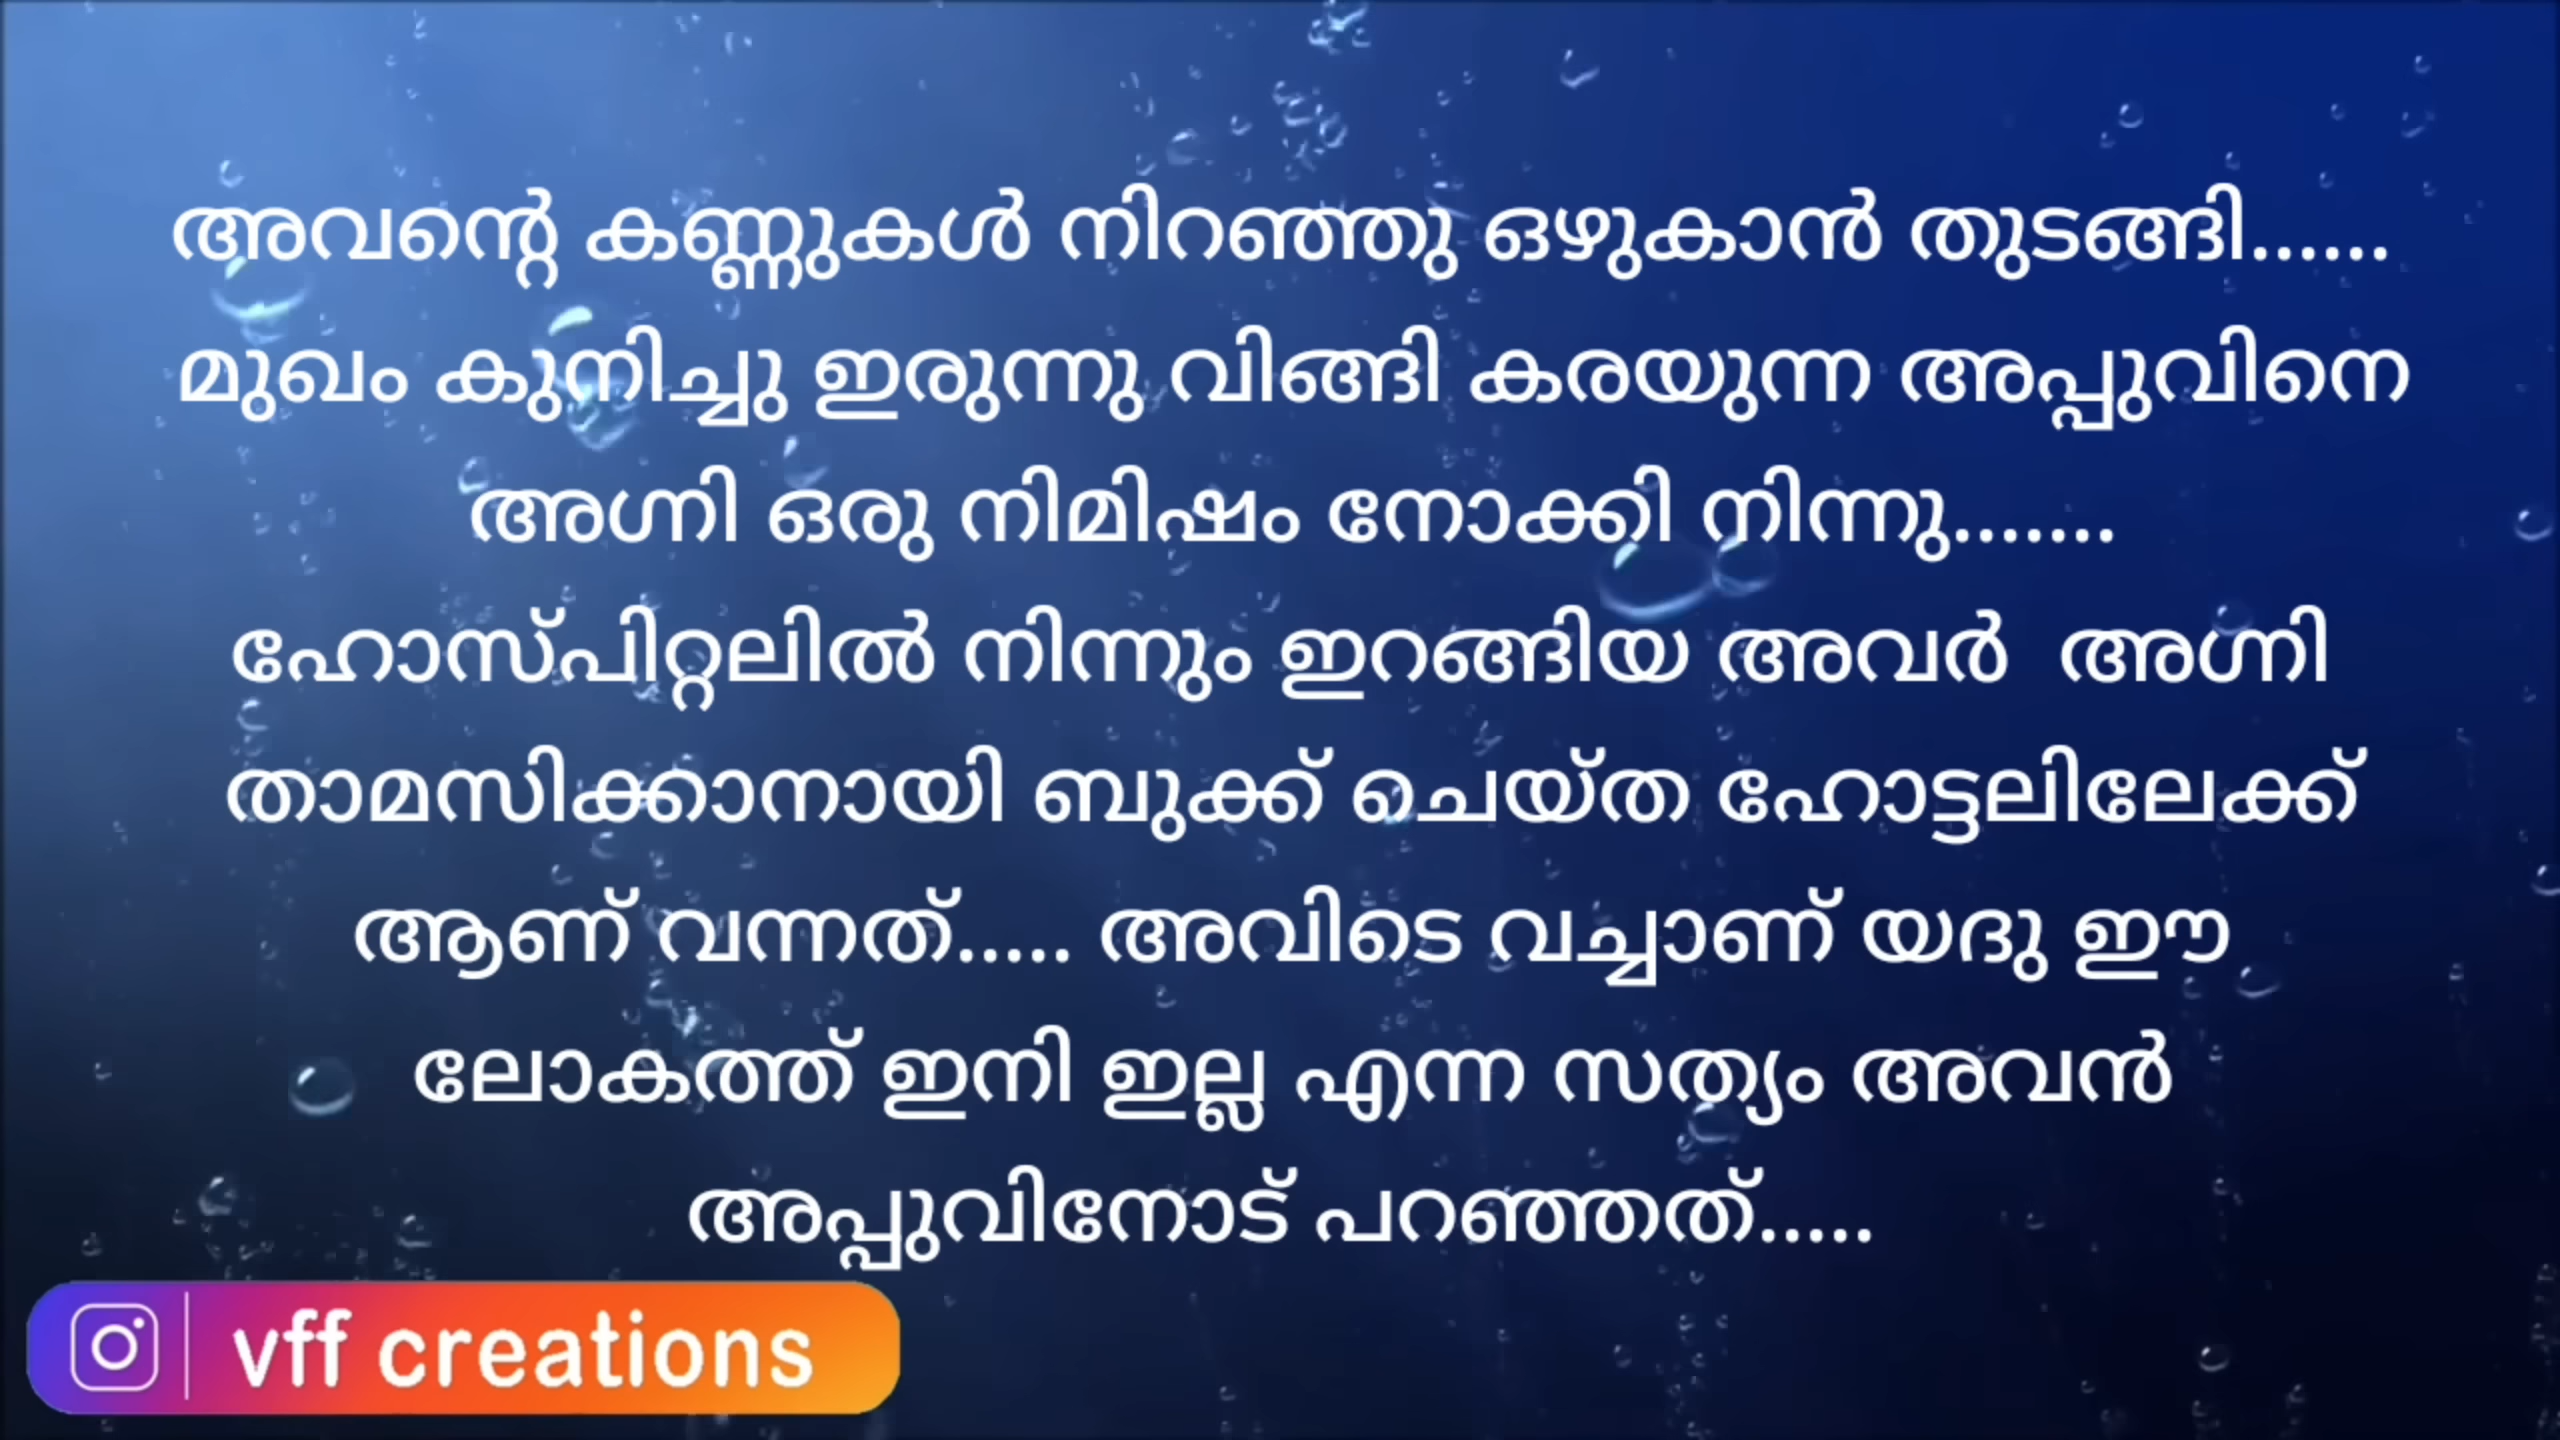 അവന്റെ കണ്ണുകൾ നിറഞ്ഞു ഒഴുകാൻ തുടങ്ങി......
മുഖം കുനിച്ചു ഇരുന്നു വിങ്ങി കരയുന്ന അപ്പുവിനെ
അഗ്നി ഒരു നിമിഷം നോക്കി നിന്നു.......
ഹോസ്പിറ്റലിൽ നിന്നും ഇറങ്ങിയ അവർ  അഗ്നി
താമസിക്കാനായി ബുക്ക് ചെയ്ത ഹോട്ടലിലേക്ക്
ആണ് വന്നത്..... അവിടെ വച്ചാണ് യദു ഈ
ലോകത്ത് ഇനി ഇല്ല എന്ന സത്യം അവൻ
അപ്പുവിനോട് പറഞ്ഞത്.....
vff creations